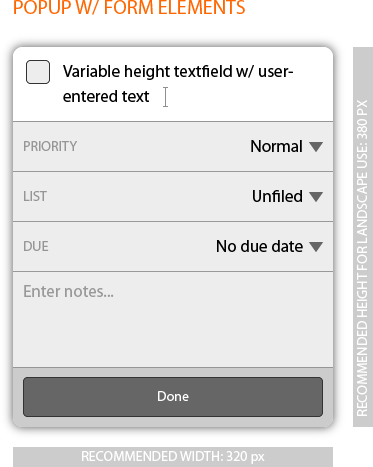 POPUP W/ FORM ELEMENTS
Variable height textfield w/ user-
entered text
PRIORITY Normal
LIST Unfiled
DUE No due date
Enter notes...
Done
RECOMMENDED WIDTH: 320 px
RECOMMENDED HEIGHT FOR LANDSCAPE USE: 380 PX